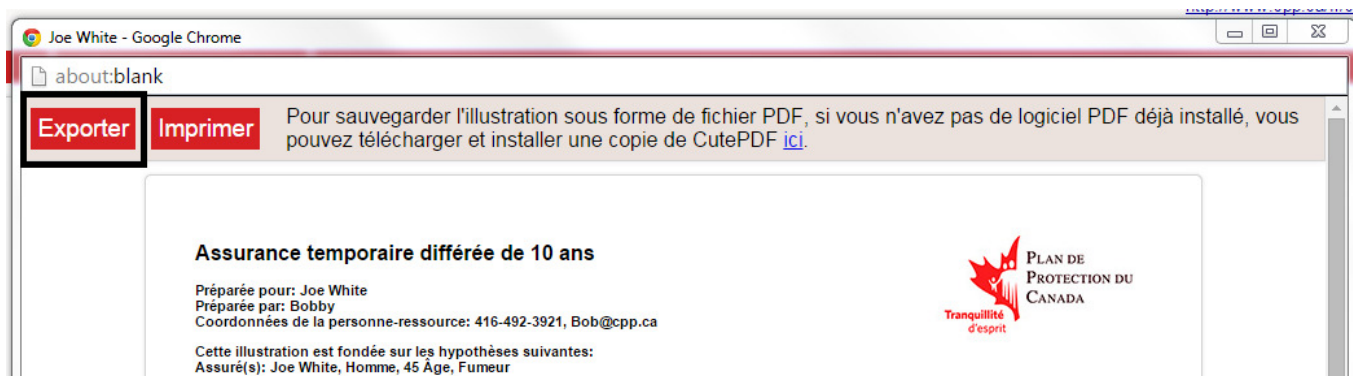 Joe White - Google Chrome
about:blank
Exporter
Imprimer
Pour sauvegarder l'illustration sous forme de fichier PDF, si vous n'avez pas de logiciel PDF déjà installé, vous
pouvez télécharger et installer une copie de CutePDF ici.
Assurance temporaire différée de 10 ans
Préparée pour: Joe White
Préparée par: Bobby
Coordonnées de la personne-ressource: 416-492-3921, Bob@cpp.ca
Cette illustration est fondée sur les hypothèses suivantes:
Assuré(s): Joe White, Homme, 45 Âge, Fumeur
PLAN DE
PROTECTION DU
CANADA
Tranquillité
d'esprit